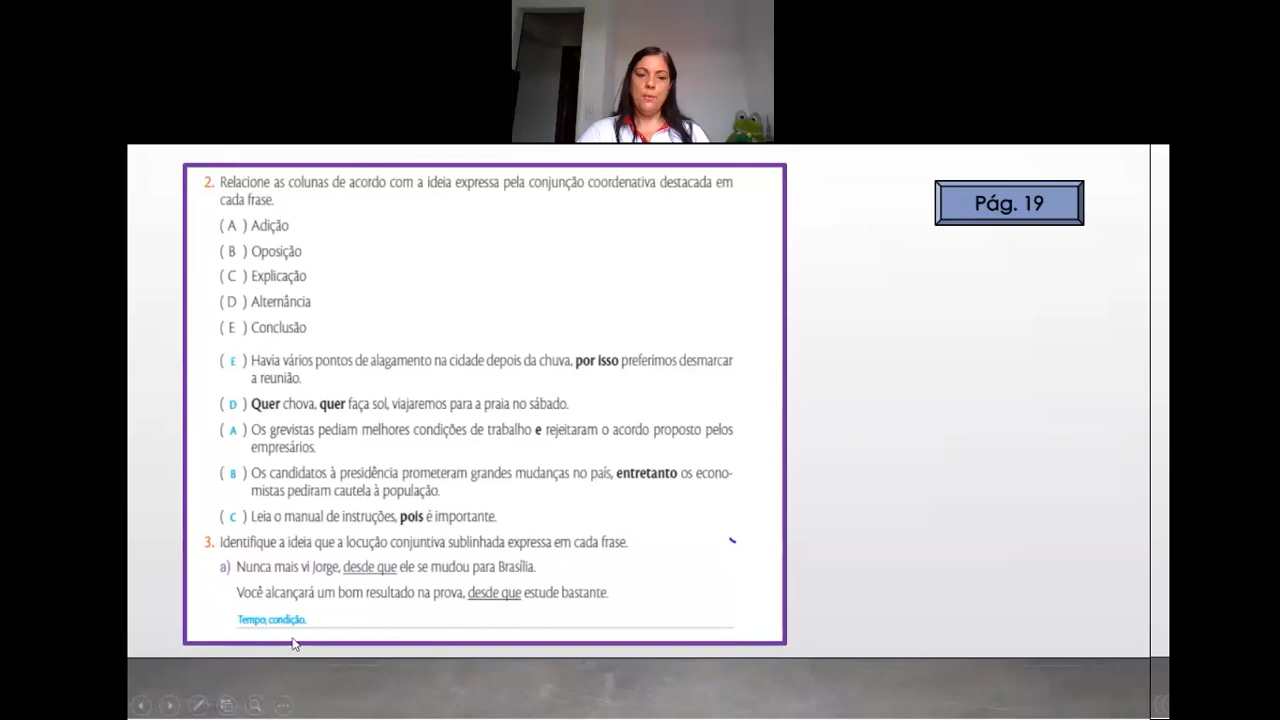 2. Relacione as colunas de acordo com a ideia expressa pela conjunção coordenativa destacada em
cada frase.
( A ) Adição
( B ) Oposição
( C ) Explicação
( D ) Alternância
( E ) Conclusão
( E ) Havia vários pontos de alagamento na cidade depois da chuva, por isso preferimos desmarcar
a reunião.
( D ) Quer chova, quer faça sol, viajaremos para a praia no sábado.
( A ) Os grevistas pediam melhores condições de trabalho e rejeitaram o acordo proposto pelos
empresários.
( B ) Os candidatos à presidência prometeram grandes mudanças no país, entretanto os econo-
mistas pediram cautela à população.
( C ) Leia o manual de instruções, pois é importante.
3. Identifique a ideia que a locução conjuntiva sublinhada expressa em cada frase.
a) Nunca mais vi Jorge, desde que ele se mudou para Brasília.
Você alcançará um bom resultado na prova, desde que estude bastante.
Tempo; condição.
Pág. 19